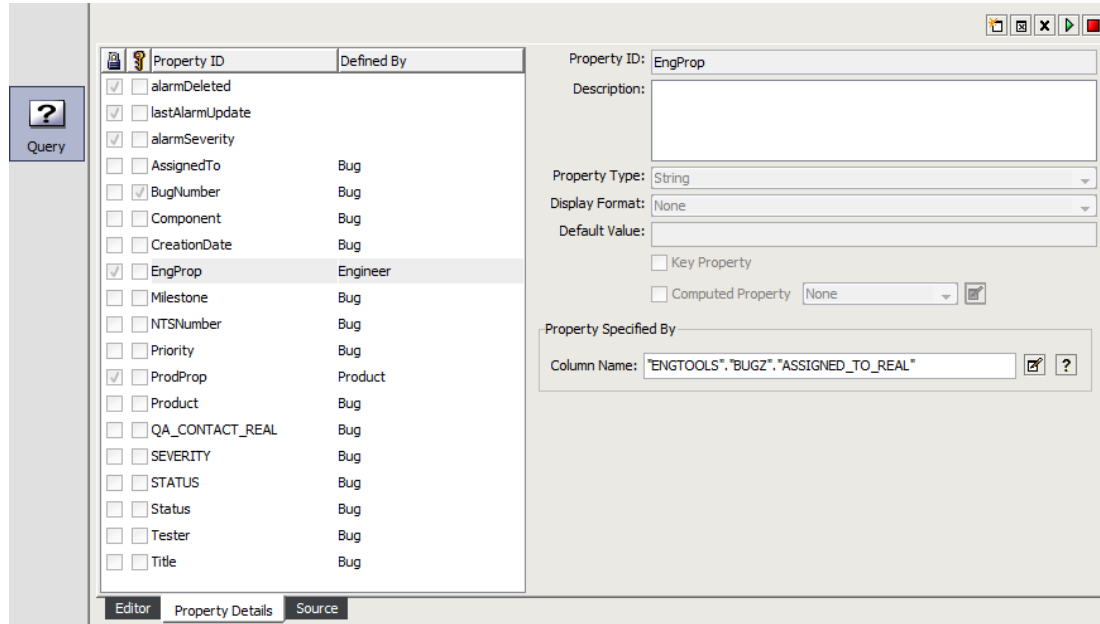 Query
Property ID Defined By
alarmDeleted
lastAlarmUpdate
alarmSeverity
AssignedTo Bug
BugNumber Bug
Component Bug
CreationDate Bug
EngProp Engineer
Milestone Bug
NTSNumber Bug
Priority Bug
ProdProp Product
Product Bug
QA_CONTACT_REAL Bug
SEVERITY Bug
STATUS Bug
Status Bug
Tester Bug
Title Bug
Property ID: EngProp
Description:
Property Type: String
Display Format: None
Default Value:
Key Property
Computed Property None
Property Specified By
Column Name: "ENGTOOLS"."BUGZ"."ASSIGNED_TO_REAL" ?
Editor Property Details Source